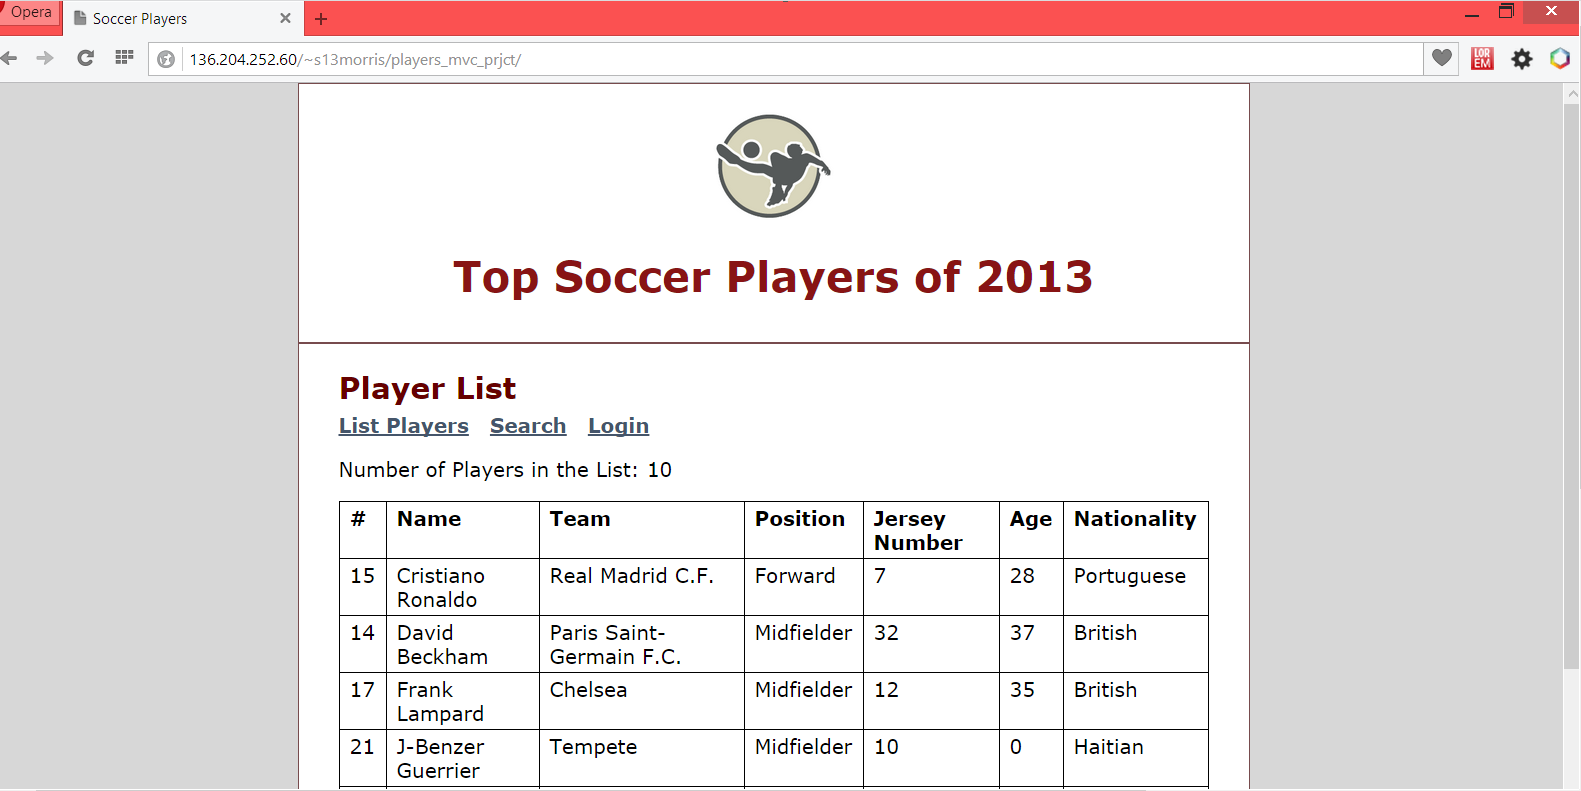 Opera
Soccer Players
136.204.252.60/~s13morris/players_mvc_prjct/
LOR
EM
Top Soccer Players of 2013
Player List
List Players Search Login
Number of Players in the List: 10
# Name Team Position Jersey Number Age Nationality
15 Cristiano Ronaldo Real Madrid C.F. Forward 7 28 Portuguese
14 David Beckham Paris Saint-Germain F.C. Midfielder 32 37 British
17 Frank Lampard Chelsea Midfielder 12 35 British
21 J-Benzer Guerrier Tempete Midfielder 10 0 Haitian